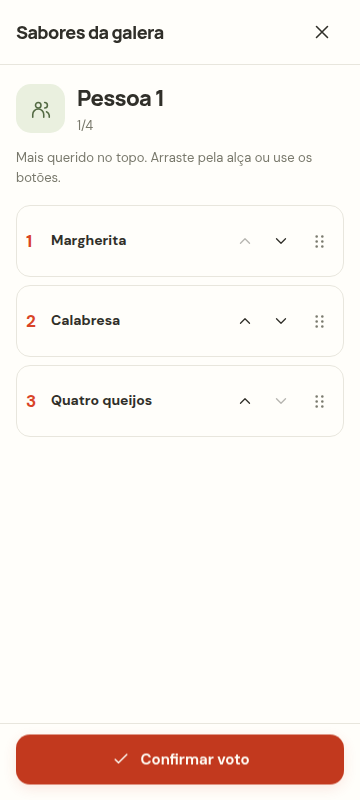 Sabores da galera
Pessoa 1
1/4
Mais querido no topo. Arraste pela alça ou use os
botões.
1 Margherita
2 Calabresa
3 Quatro queijos
Confirmar voto